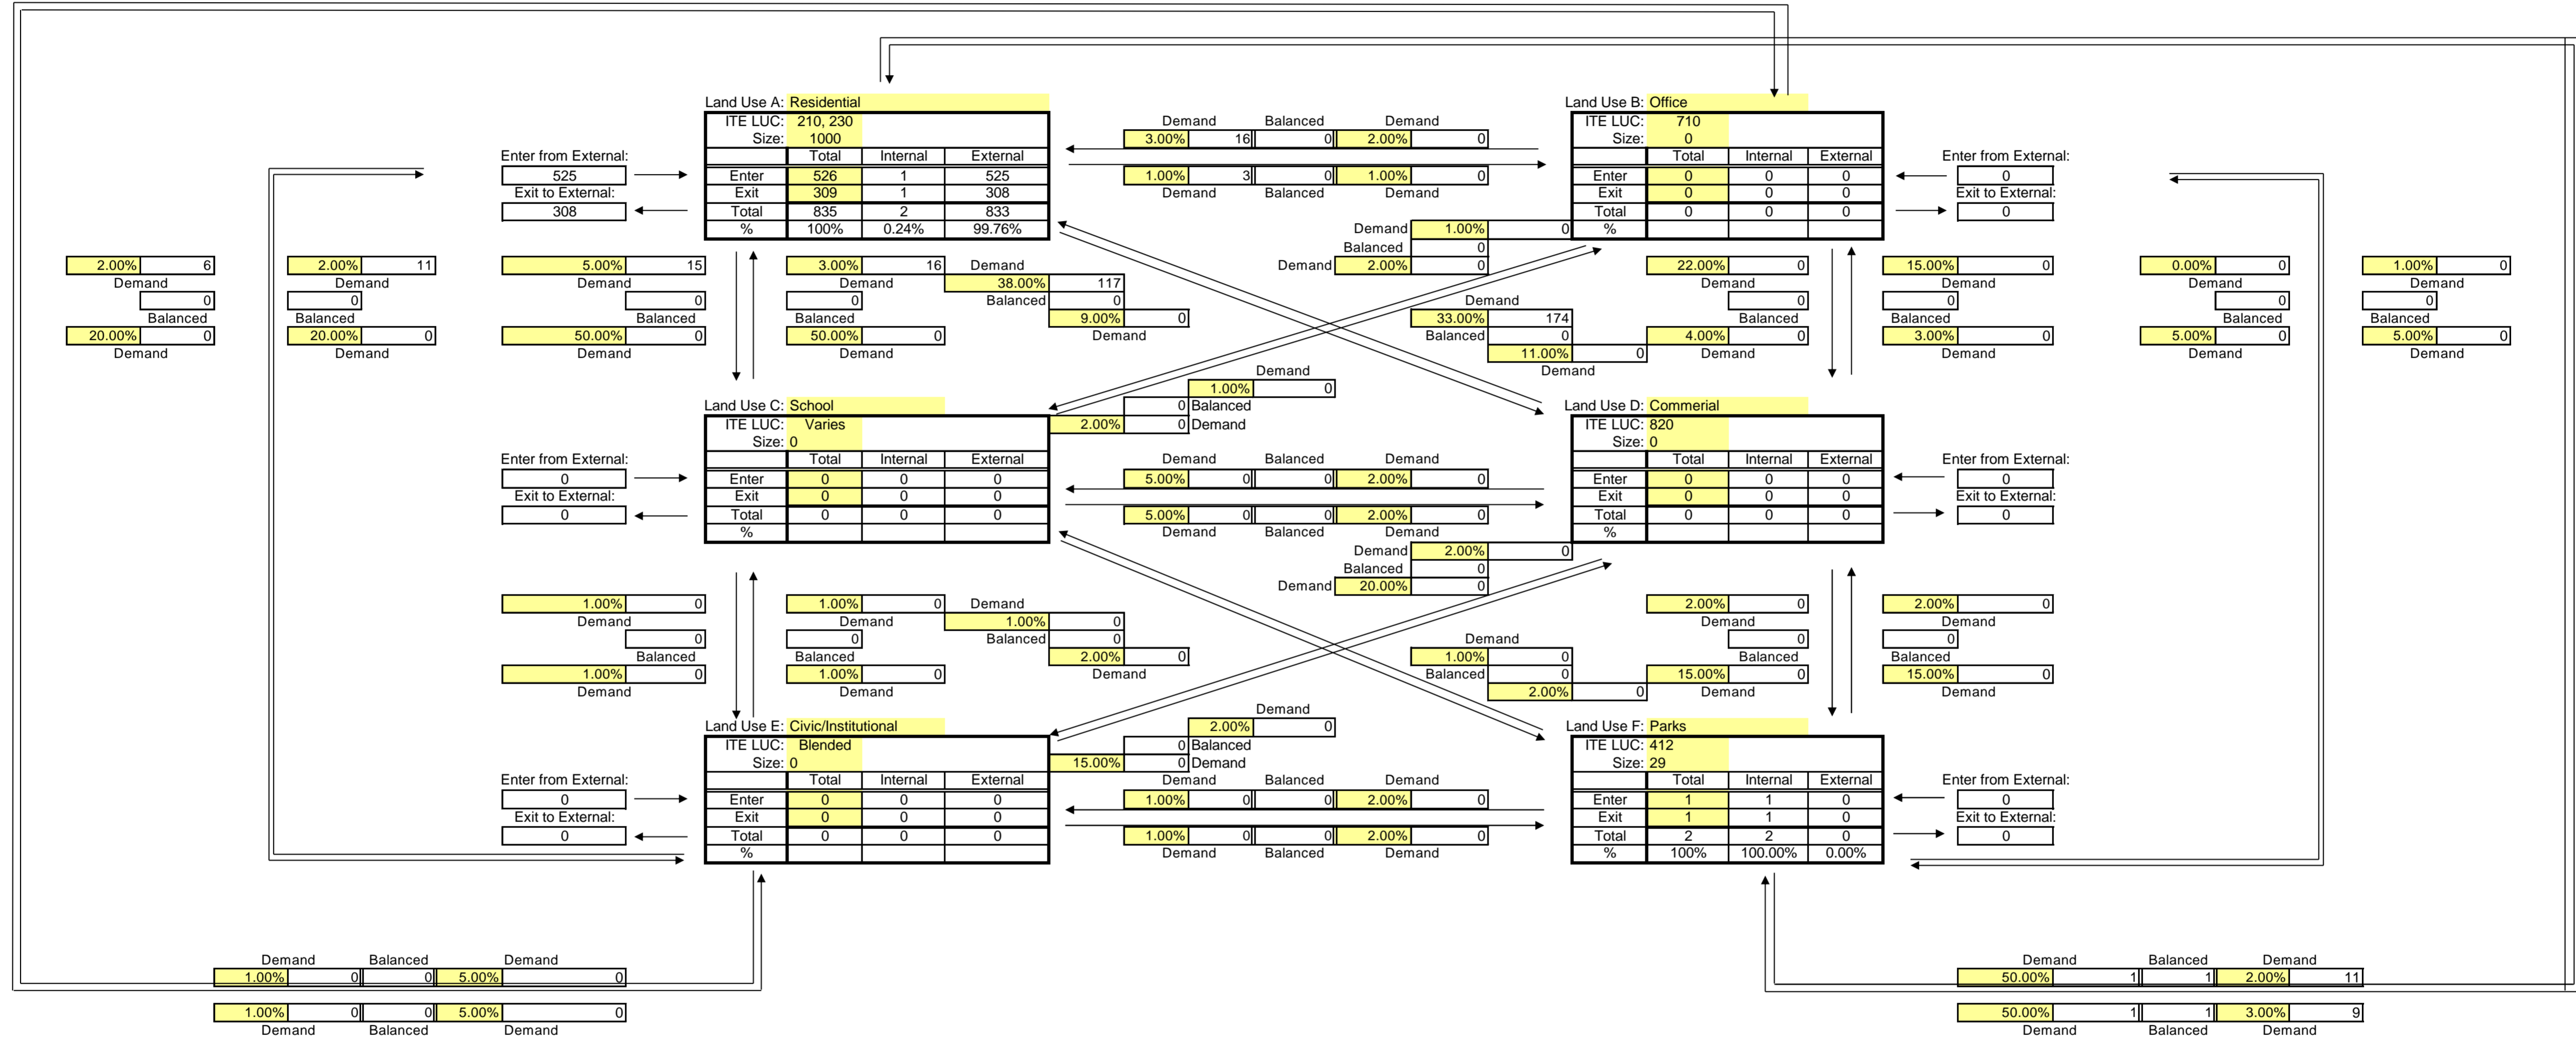 Land Use A: Residential
ITE LUC: 210, 230
Size: 1000
Total Internal External
Enter 526 1 525
Exit 309 1 308
Total 835 2 833
% 100% 0.24% 99.76%
Enter from External:
525
Exit to External:
308
Demand Balanced Demand
3.00% 16 0 2.00% 0
1.00% 3 0 1.00% 0
Demand Balanced Demand
Land Use B: Office
ITE LUC: 710
Size: 0
Total Internal External
Enter 0 0 0
Exit 0 0 0
Total 0 0 0
%
Enter from External:
0
Exit to External:
0
Demand 1.00% 0
Balanced 0
Demand 2.00% 0
2.00% 6
Demand
0
Balanced
20.00% 0
Demand
2.00% 11
Demand
0
Balanced
20.00% 0
Demand
5.00% 15
Demand
0
Balanced
50.00% 0
Demand
3.00% 16
Demand
0
Balanced
50.00% 0
Demand
Demand
38.00% 117
Balanced 0
9.00% 0
Demand
Demand
33.00% 174
Balanced 0
11.00% 0
Demand
22.00% 0
Demand
0
Balanced
4.00% 0
Demand
15.00% 0
Demand
0
Balanced
3.00% 0
Demand
0.00% 0
Demand
0
Balanced
5.00% 0
Demand
1.00% 0
Demand
0
Balanced
5.00% 0
Demand
Demand
1.00% 0
0 Balanced
2.00% 0 Demand
Land Use C: School
ITE LUC: Varies
Size: 0
Total Internal External
Enter 0 0 0
Exit 0 0 0
Total 0 0 0
%
Enter from External:
0
Exit to External:
0
Demand Balanced Demand
5.00% 0 0 2.00% 0
5.00% 0 0 2.00% 0
Demand Balanced Demand
Land Use D: Commerial
ITE LUC: 820
Size: 0
Total Internal External
Enter 0 0 0
Exit 0 0 0
Total 0 0 0
%
Enter from External:
0
Exit to External:
0
Demand 2.00% 0
Balanced 0
Demand 20.00% 0
1.00% 0
Demand
0
Balanced
1.00% 0
Demand
1.00% 0
Demand
0
Balanced
1.00% 0
Demand
Demand
1.00% 0
Balanced 0
2.00% 0
Demand
Demand
1.00% 0
Balanced 0
2.00% 0
2.00% 0
Demand
0
Balanced
15.00% 0
Demand
2.00% 0
Demand
0
Balanced
15.00% 0
Demand
Demand
2.00% 0
0 Balanced
15.00% 0 Demand
Land Use E: Civic/Institutional
ITE LUC: Blended
Size: 0
Total Internal External
Enter 0 0 0
Exit 0 0 0
Total 0 0 0
%
Enter from External:
0
Exit to External:
0
Demand Balanced Demand
1.00% 0 0 2.00% 0
1.00% 0 0 2.00% 0
Demand Balanced Demand
Land Use F: Parks
ITE LUC: 412
Size: 29
Total Internal External
Enter 1 1 0
Exit 1 1 0
Total 2 2 0
% 100% 100.00% 0.00%
Enter from External:
0
Exit to External:
0
Demand Balanced Demand
1.00% 0 0 5.00% 0
1.00% 0 0 5.00% 0
Demand Balanced Demand
Demand Balanced Demand
50.00% 1 1 2.00% 11
50.00% 1 1 3.00% 9
Demand Balanced Demand